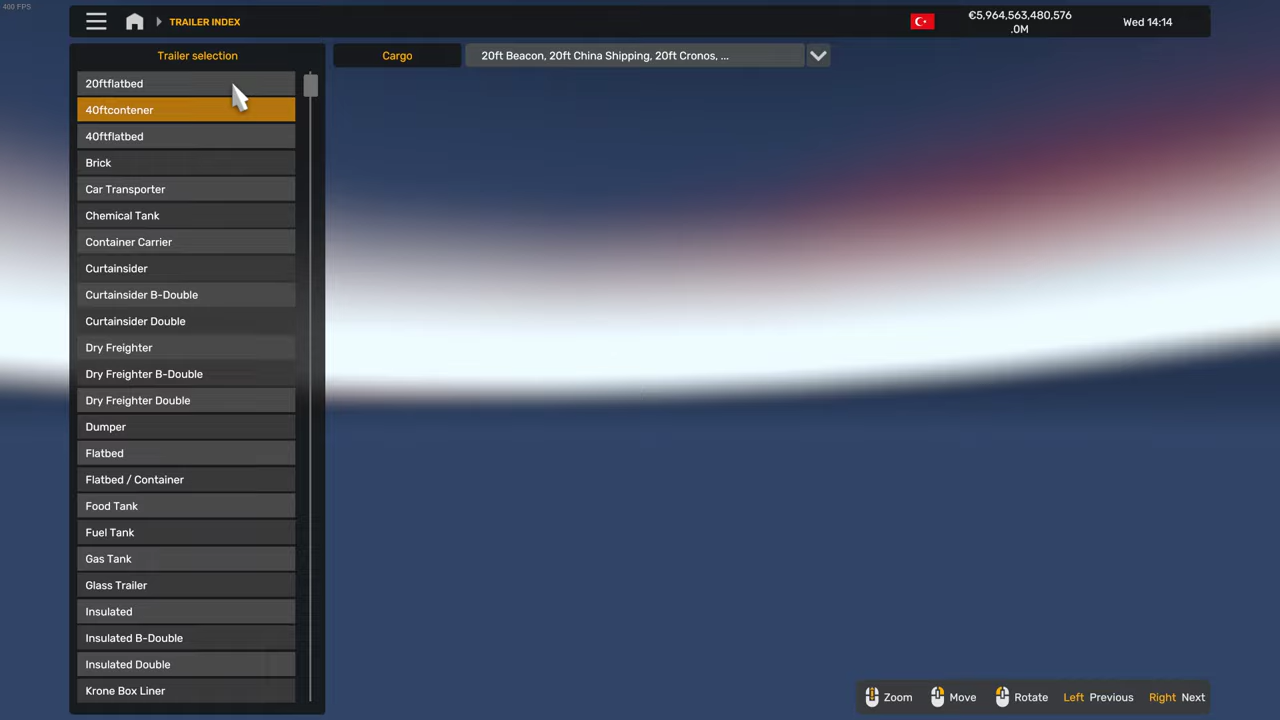 400 FPS
TRAILER INDEX
€5,964,563,480,576
.0M
Wed 14:14
Trailer selection
Cargo
20ft Beacon, 20ft China Shipping, 20ft Cronos, ...
20ftflatbed
40ftcontener
40ftflatbed
Brick
Car Transporter
Chemical Tank
Container Carrier
Curtainsider
Curtainsider B-Double
Curtainsider Double
Dry Freighter
Dry Freighter B-Double
Dry Freighter Double
Dumper
Flatbed
Flatbed / Container
Food Tank
Fuel Tank
Gas Tank
Glass Trailer
Insulated
Insulated B-Double
Insulated Double
Krone Box Liner
Zoom Move Rotate Left Previous Right Next